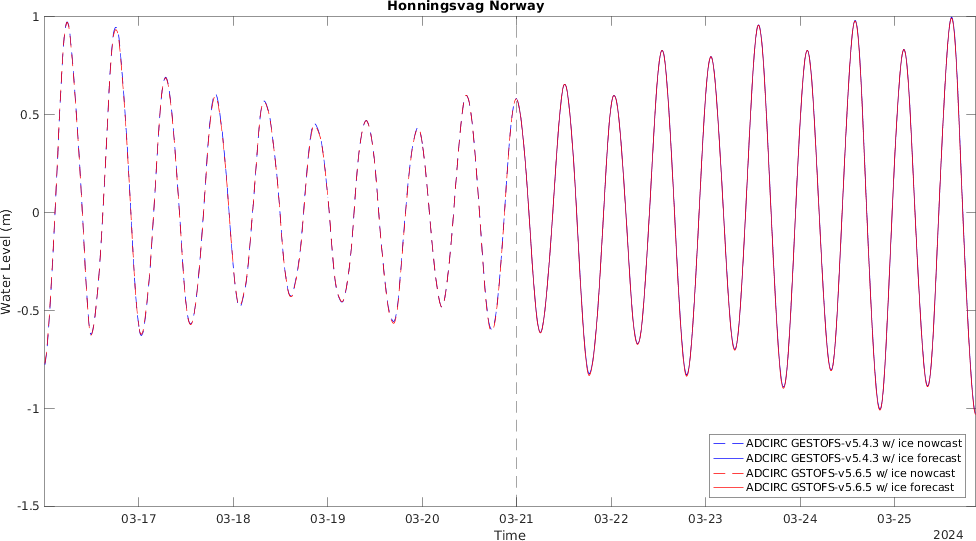 Honningsvag Norway
1
0.5
0
-0.5
-1
-1.5
Water Level (m)
03-17 03-18 03-19 03-20 03-21 03-22 03-23 03-24 03-25
Time
2024
ADCIRC GESTOFS-v5.4.3 w/ ice nowcast
ADCIRC GESTOFS-v5.4.3 w/ ice forecast
ADCIRC GSTOFS-v5.6.5 w/ ice nowcast
ADCIRC GSTOFS-v5.6.5 w/ ice forecast